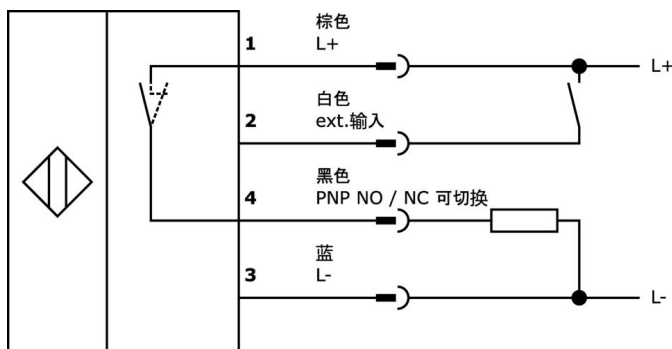 棕色
1 L+ L+
白色
2 ext.输入
黑色
4 PNP NO / NC 可切换
蓝
3 L- L-